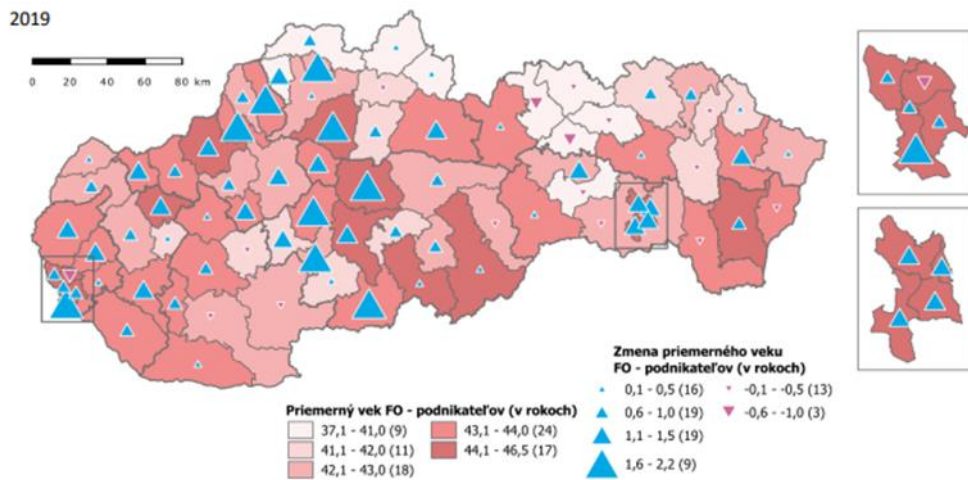 2019
0 20 40 60 80 km
Priemerný vek FO - podnikateľov (v rokoch)
37,1 - 41,0 (9)
41,1 - 42,0 (11)
42,1 - 43,0 (18)
43,1 - 44,0 (24)
44,1 - 46,5 (17)
Zmena priemerného veku
FO - podnikateľov (v rokoch)
0,1 - 0,5 (16)
0,6 - 1,0 (19)
1,1 - 1,5 (19)
1,6 - 2,2 (9)
-0,1 - -0,5 (13)
-0,6 - -1,0 (3)